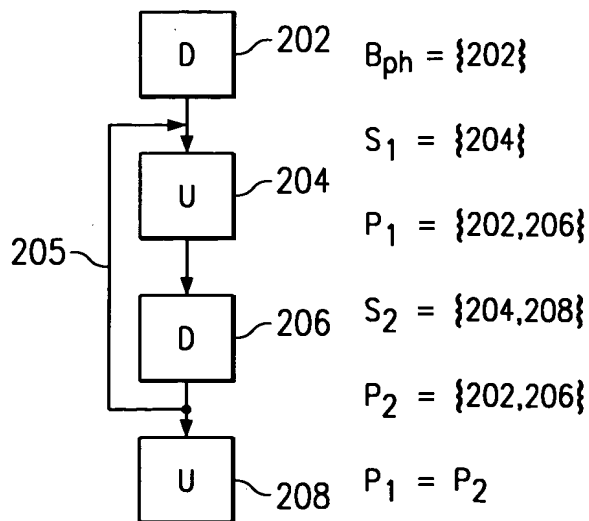 D 202 B_ph = {202}
S_1 = {204}
U 204
P_1 = {202,206}
205
D 206 S_2 = {204,208}
P_2 = {202,206}
U 208 P_1 = P_2